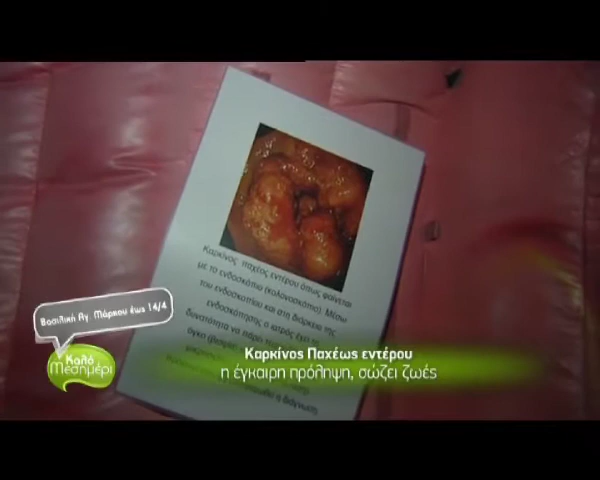 Καρκίνος παχέος εντέρου όπως φαίνεται
με το ενδοσκόπιο (κολονοσκόπιο). Μέσω
του ενδοσκοπίου και στη διάρκεια της
ενδοσκόπησης ο ιατρός έχει τη
δυνατότητα να πάρει
όγκο
η διάγνωση
Βασιλική Αγ. Μάρκου έως 14/4
Καλό
Μεσημέρι
Καρκίνος Παχέως εντέρου
η έγκαιρη πρόληψη, σώζει ζωές